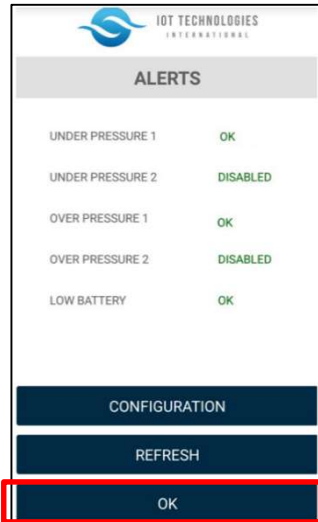 IOT TECHNOLOGIES
INTERNATIONAL
ALERTS
UNDER PRESSURE 1 OK
UNDER PRESSURE 2 DISABLED
OVER PRESSURE 1 OK
OVER PRESSURE 2 DISABLED
LOW BATTERY OK
CONFIGURATION
REFRESH
OK